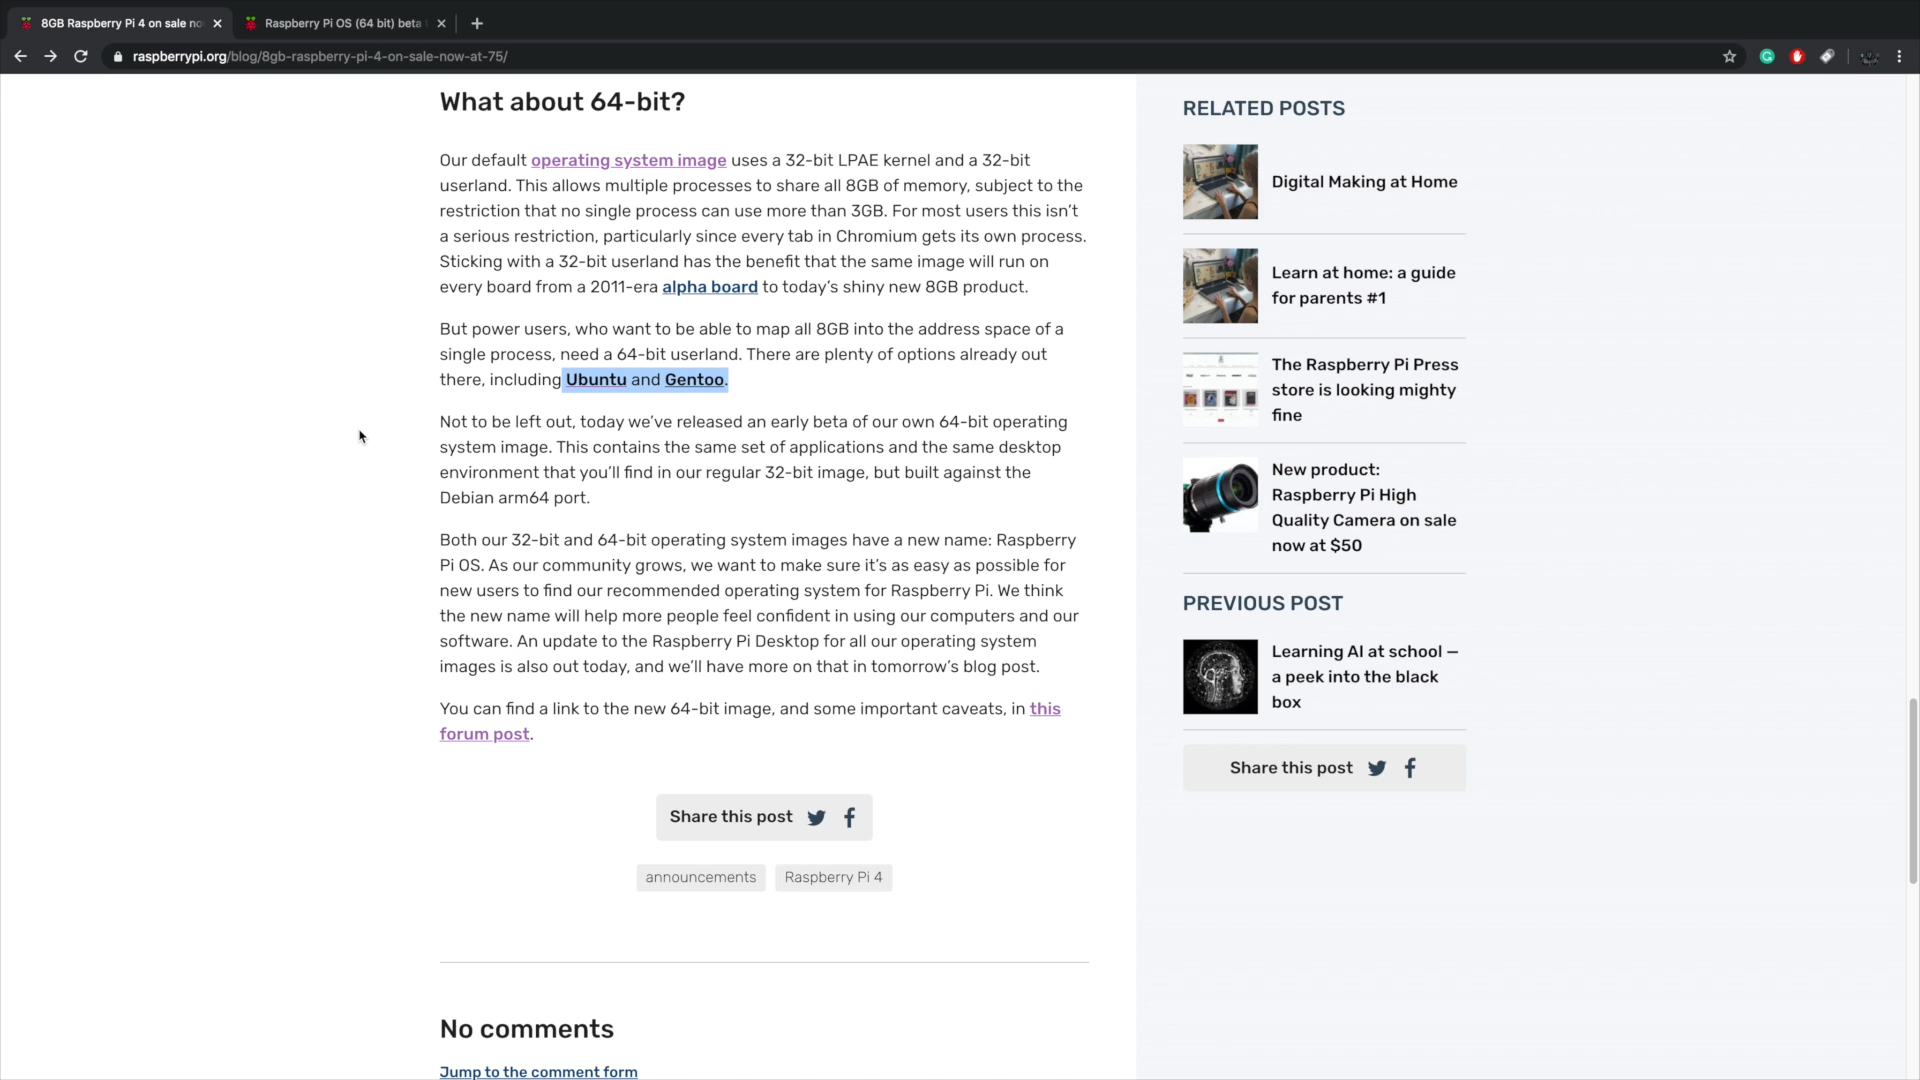 8GB Raspberry Pi 4 on sale no
Raspberry Pi OS (64 bit) beta
raspberrypi.org/blog/8gb-raspberry-pi-4-on-sale-now-at-75/
What about 64-bit?
Our default operating system image uses a 32-bit LPAE kernel and a 32-bit
userland. This allows multiple processes to share all 8GB of memory, subject to the
restriction that no single process can use more than 3GB. For most users this isn’t
a serious restriction, particularly since every tab in Chromium gets its own process.
Sticking with a 32-bit userland has the benefit that the same image will run on
every board from a 2011-era alpha board to today’s shiny new 8GB product.
But power users, who want to be able to map all 8GB into the address space of a
single process, need a 64-bit userland. There are plenty of options already out
there, including Ubuntu and Gentoo.
Not to be left out, today we’ve released an early beta of our own 64-bit operating
system image. This contains the same set of applications and the same desktop
environment that you’ll find in our regular 32-bit image, but built against the
Debian arm64 port.
Both our 32-bit and 64-bit operating system images have a new name: Raspberry
Pi OS. As our community grows, we want to make sure it’s as easy as possible for
new users to find our recommended operating system for Raspberry Pi. We think
the new name will help more people feel confident in using our computers and our
software. An update to the Raspberry Pi Desktop for all our operating system
images is also out today, and we’ll have more on that in tomorrow’s blog post.
You can find a link to the new 64-bit image, and some important caveats, in this
forum post.
Share this post
announcements
Raspberry Pi 4
No comments
Jump to the comment form
RELATED POSTS
Digital Making at Home
Learn at home: a guide
for parents #1
The Raspberry Pi Press
store is looking mighty
fine
New product:
Raspberry Pi High
Quality Camera on sale
now at $50
PREVIOUS POST
Learning AI at school —
a peek into the black
box
Share this post